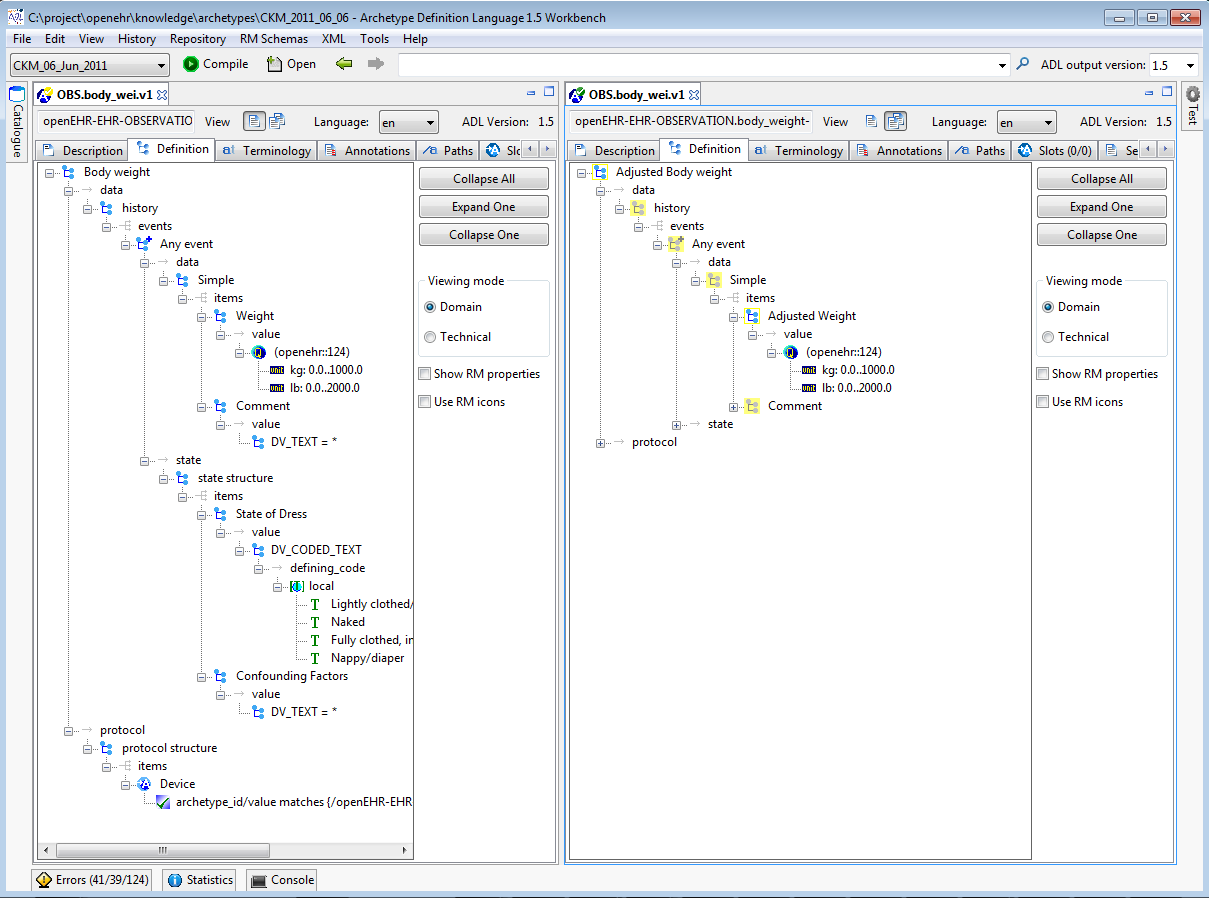 C:\project\openehr\knowledge\archetypes\CKM_2011_06_06 - Archetype Definition Language 1.5 Workbench
File Edit View History Repository RM Schemas XML Tools Help
CKM_06_Jun_2011 Compile Open ADL output version: 1.5
Catalogue
OBS.body_wei.v1
openEHR-EHR-OBSERVATIO View Language: en ADL Version: 1.5
Description Definition Terminology Annotations Paths Slo
Body weight
data
history
events
Any event
data
Simple
items
Weight
value
(openehr::124)
kg: 0.0..1000.0
lb: 0.0..2000.0
Comment
value
DV_TEXT = *
state
state structure
items
State of Dress
value
DV_CODED_TEXT
defining_code
local
Lightly clothed/
Naked
Fully clothed, in
Nappy/diaper
Confounding Factors
value
DV_TEXT = *
protocol
protocol structure
items
Device
archetype_id/value matches {/openEHR-EHR
Collapse All
Expand One
Collapse One
Viewing mode
Domain
Technical
Show RM properties
Use RM icons
OBS.body_wei.v1
openEHR-EHR-OBSERVATION.body_weight- View Language: en ADL Version: 1.5
Description Definition Terminology Annotations Paths Slots (0/0) Se
Adjusted Body weight
data
history
events
Any event
data
Simple
items
Adjusted Weight
value
(openehr::124)
kg: 0.0..1000.0
lb: 0.0..2000.0
Comment
state
protocol
Collapse All
Expand One
Collapse One
Viewing mode
Domain
Technical
Show RM properties
Use RM icons
Test
Errors (41/39/124) Statistics Console